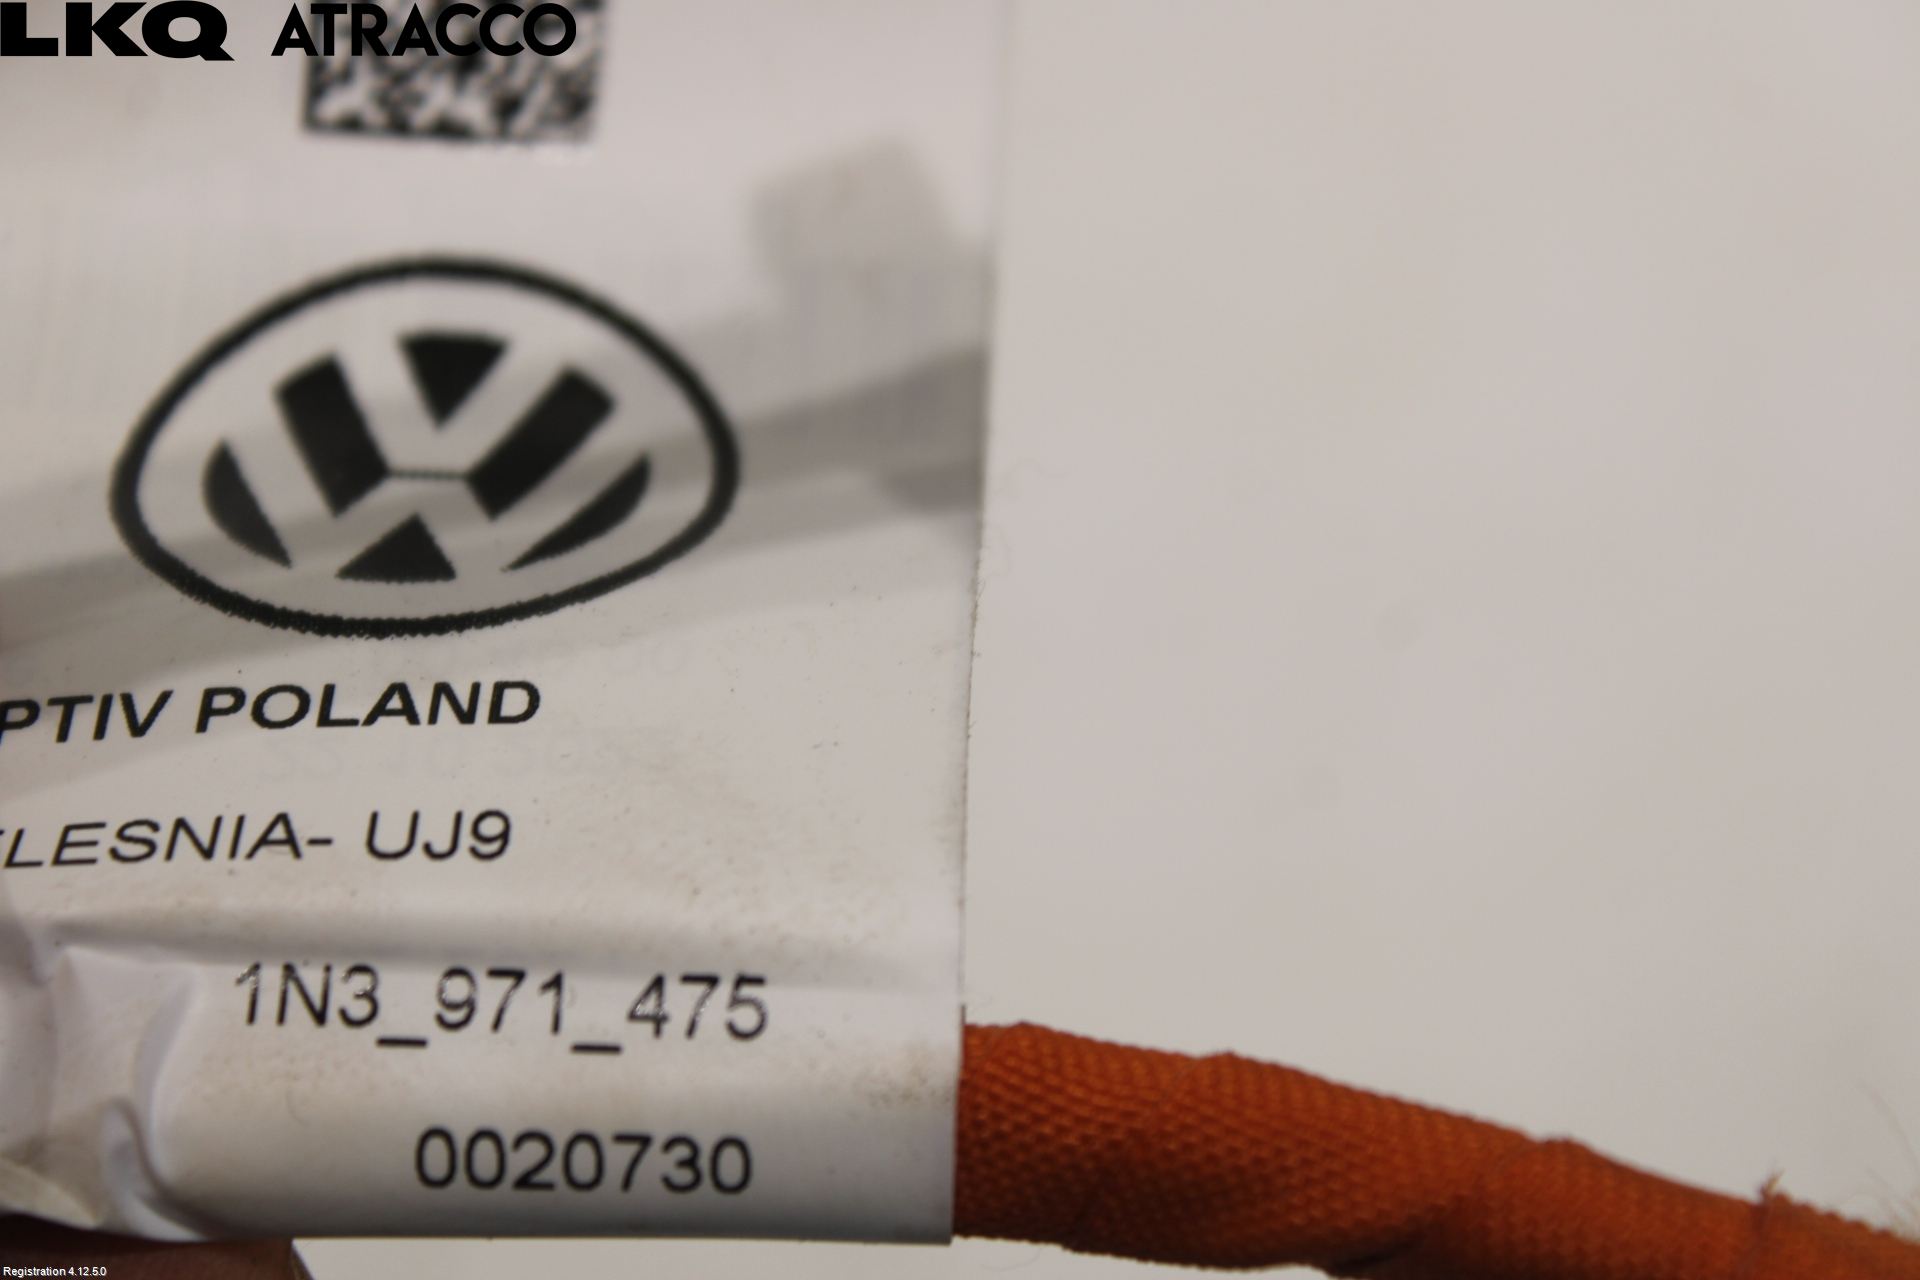 LKQ ATRACCO
PTIV POLAND
LESNIA- UJ9
1N3_971_475
0020730
Registration 4.12.5.0